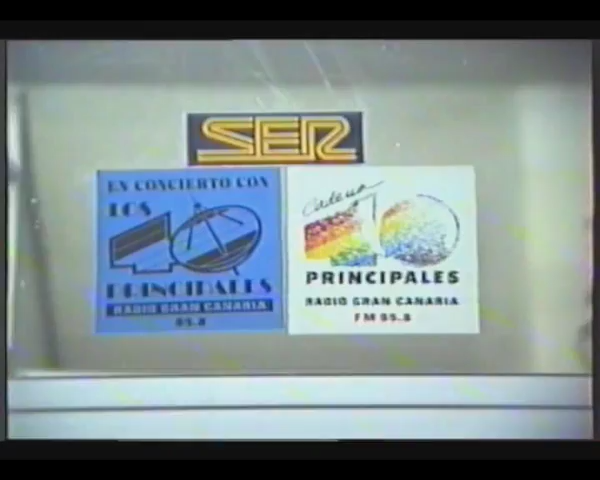 SER
EN CONCIERTO CON
LOS
40
PRINCIPALES
RADIO GRAN CANARIA
95.8
Cadena
40
PRINCIPALES
RADIO GRAN CANARIA
FM 95.8